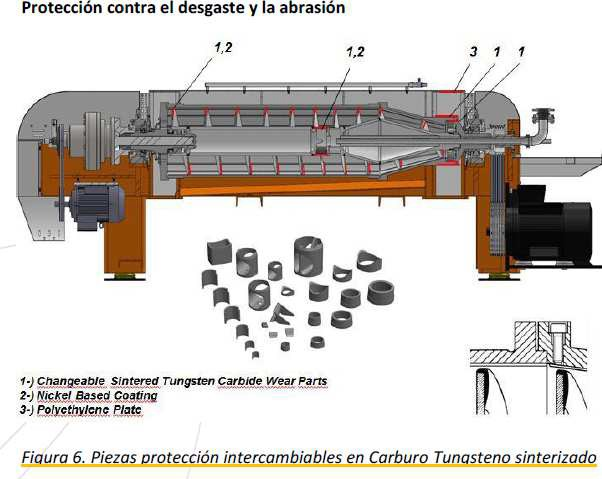 Protección contra el desgaste y la abrasión
1,2
1,2
3
1
1
1-) Changeable Sintered Tungsten Carbide Wear Parts
2-) Nickel Based Coating
3-) Polyethylene Plate
Figura 6. Piezas protección intercambiables en Carburo Tungsteno sinterizado